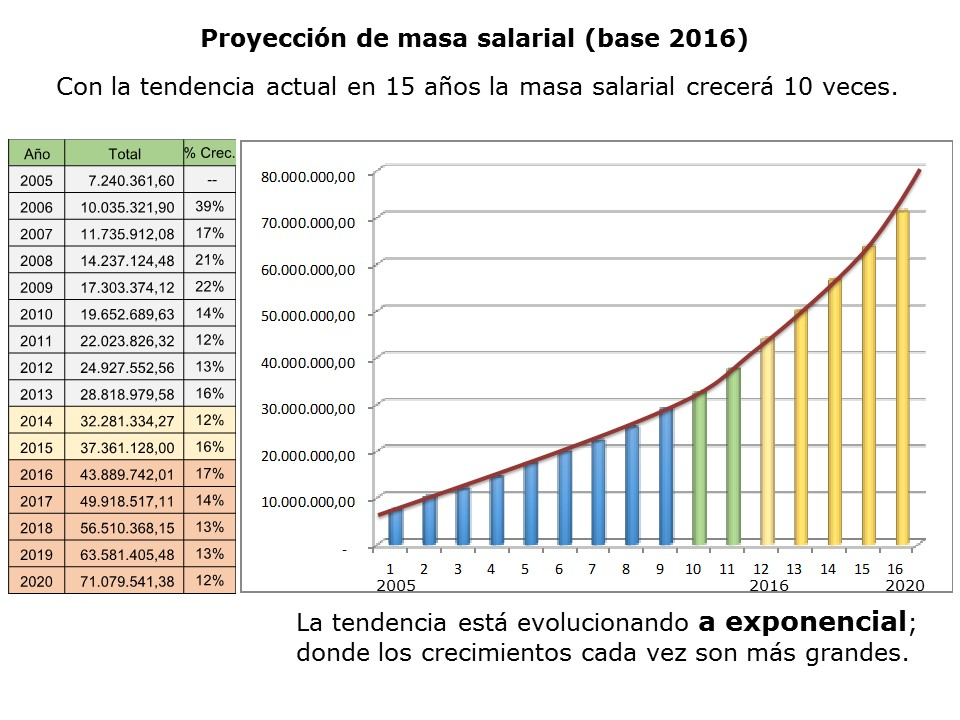 Proyección de masa salarial (base 2016)
Con la tendencia actual en 15 años la masa salarial crecerá 10 veces.
Año Total % Crec.
2005 7.240.361,60 --
2006 10.035.321,90 39%
2007 11.735.912,08 17%
2008 14.237.124,48 21%
2009 17.303.374,12 22%
2010 19.652.689,63 14%
2011 22.023.826,32 12%
2012 24.927.552,56 13%
2013 28.818.979,58 16%
2014 32.281.334,27 12%
2015 37.361.128,00 16%
2016 43.889.742,01 17%
2017 49.918.517,11 14%
2018 56.510.368,15 13%
2019 63.581.405,48 13%
2020 71.079.541,38 12%
80.000.000,00
70.000.000,00
60.000.000,00
50.000.000,00
40.000.000,00
30.000.000,00
20.000.000,00
10.000.000,00
-
1 2 3 4 5 6 7 8 9 10 11 12 13 14 15 16
2005 2016 2020
La tendencia está evolucionando a exponencial;
donde los crecimientos cada vez son más grandes.